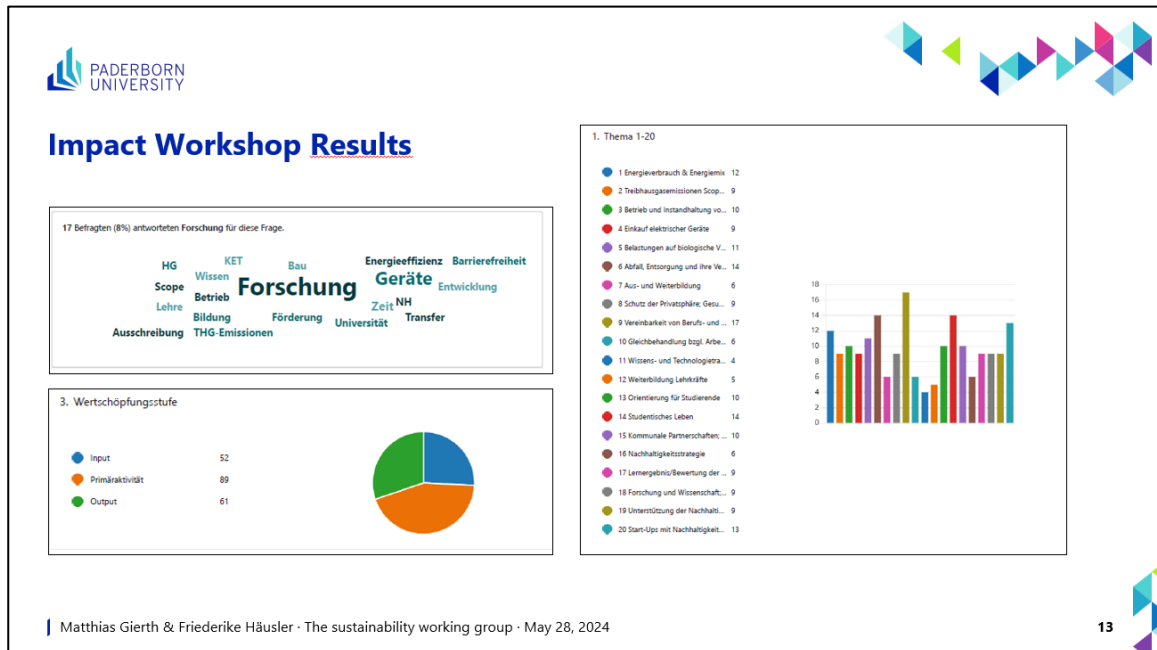 PADERBORN
UNIVERSITY
Impact Workshop Results
17 Befragten (8%) antworteten Forschung für diese Frage.
HG
KET
Bau
Energieeffizienz
Barrierefreiheit
Wissen
Scope
Forschung
Geräte
Entwicklung
Betrieb
Lehre
Zeit
NH
Bildung
Förderung
Universität
Transfer
Ausschreibung
THG-Emissionen
3. Wertschöpfungsstufe
Input 52
Primäraktivität 89
Output 61
1. Thema 1-20
1 Energieverbrauch & Energiemix 12
2 Treibhausgasemissionen Scop... 9
3 Betrieb und Instandhaltung vo... 10
4 Einkauf elektrischer Geräte 9
5 Belastungen auf biologische V... 11
6 Abfall, Entsorgung und ihre Ve... 14
7 Aus- und Weiterbildung 6
8 Schutz der Privatsphäre; Gesu... 9
9 Vereinbarkeit von Berufs- und ... 17
10 Gleichbehandlung bzgl. Arbe... 6
11 Wissens- und Technologietra... 4
12 Weiterbildung Lehrkräfte 5
13 Orientierung für Studierende 10
14 Studentisches Leben 14
15 Kommunale Partnerschaften; ... 10
16 Nachhaltigkeitsstrategie 6
17 Lernergebnis/Bewertung der ... 9
18 Forschung und Wissenschaft;... 9
19 Unterstützung der Nachhalti... 9
20 Start-Ups mit Nachhaltigkeit... 13
18
16
14
12
10
8
6
4
2
0
Matthias Gierth & Friederike Häusler · The sustainability working group · May 28, 2024
13